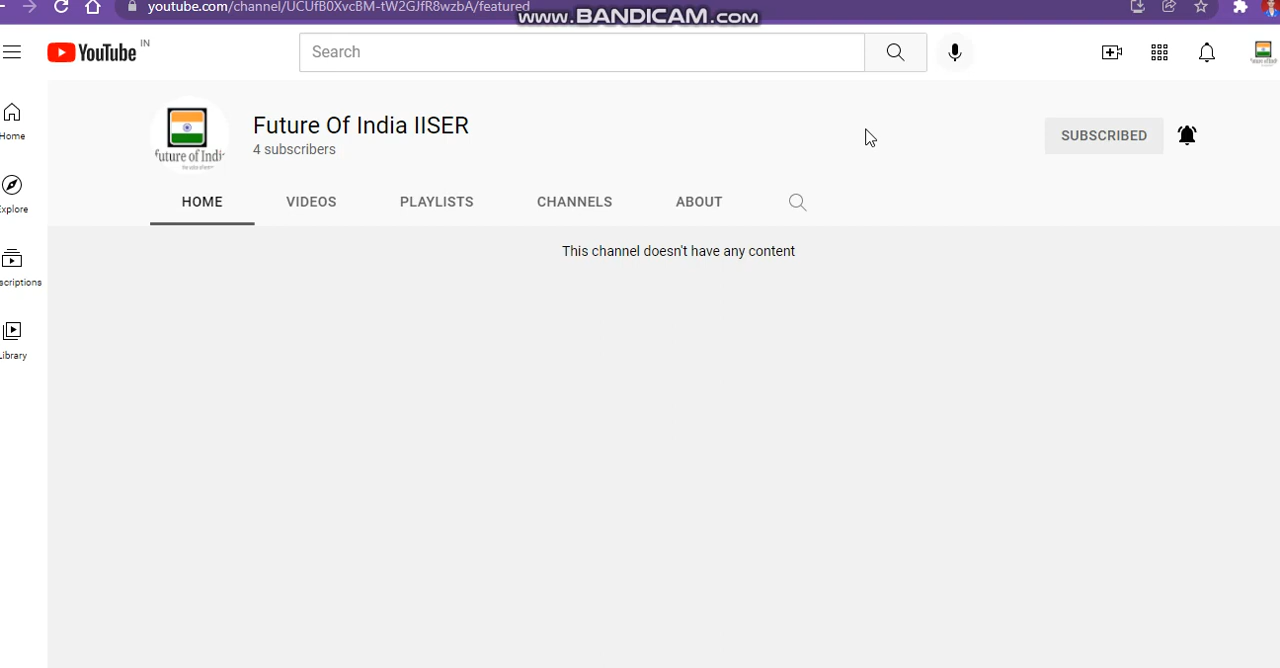 youtube.com/channel/UCUfB0XvcBM-tW2GJfR8wzbA/featured
www.BANDICAM.com
YouTube IN
Search
Home
Explore
scriptions
Library
Future Of India IISER
4 subscribers
SUBSCRIBED
HOME VIDEOS PLAYLISTS CHANNELS ABOUT
This channel doesn't have any content